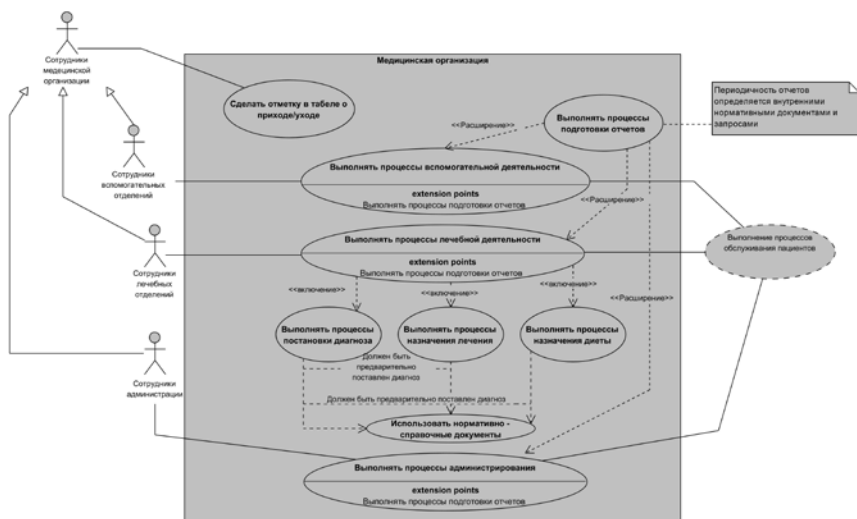 Медицинская организация
Сотрудники
медецинской
организации
Сделать отметку в табеле о
приходе/уходе
Выполнять процессы
подготовки отчетов
Периодичность отчетов
определяется внутренними
нормативными документами и
запросами
<<Расширение>>
Сотрудники
вспомогательных
отделений
Выполнять процессы вспомогательной деятельности
extension points
Выполнять процессы подготовки отчетов
<<Расширение>>
Сотрудники
лечебных
отделений
Выполнять процессы лечебной деятельности
extension points
Выполнять процессы подготовки отчетов
Выполнение процессов
обслуживания пациентов
<<включение>>
<<включение>>
<<включение>>
<<Расширение>>
Выполнять процессы
постановки диагноза
Выполнять процессы
назначения лечения
Выполнять процессы
назначения диеты
Должен быть
предварительно
поставлен диагноз
Сотрудники
администрации
Должен быть предварительно поставлен диагноз
Использовать нормативно -
справочные документы
Выполнять процессы администрирования
extension points
Выполнять процессы подготовки отчетов